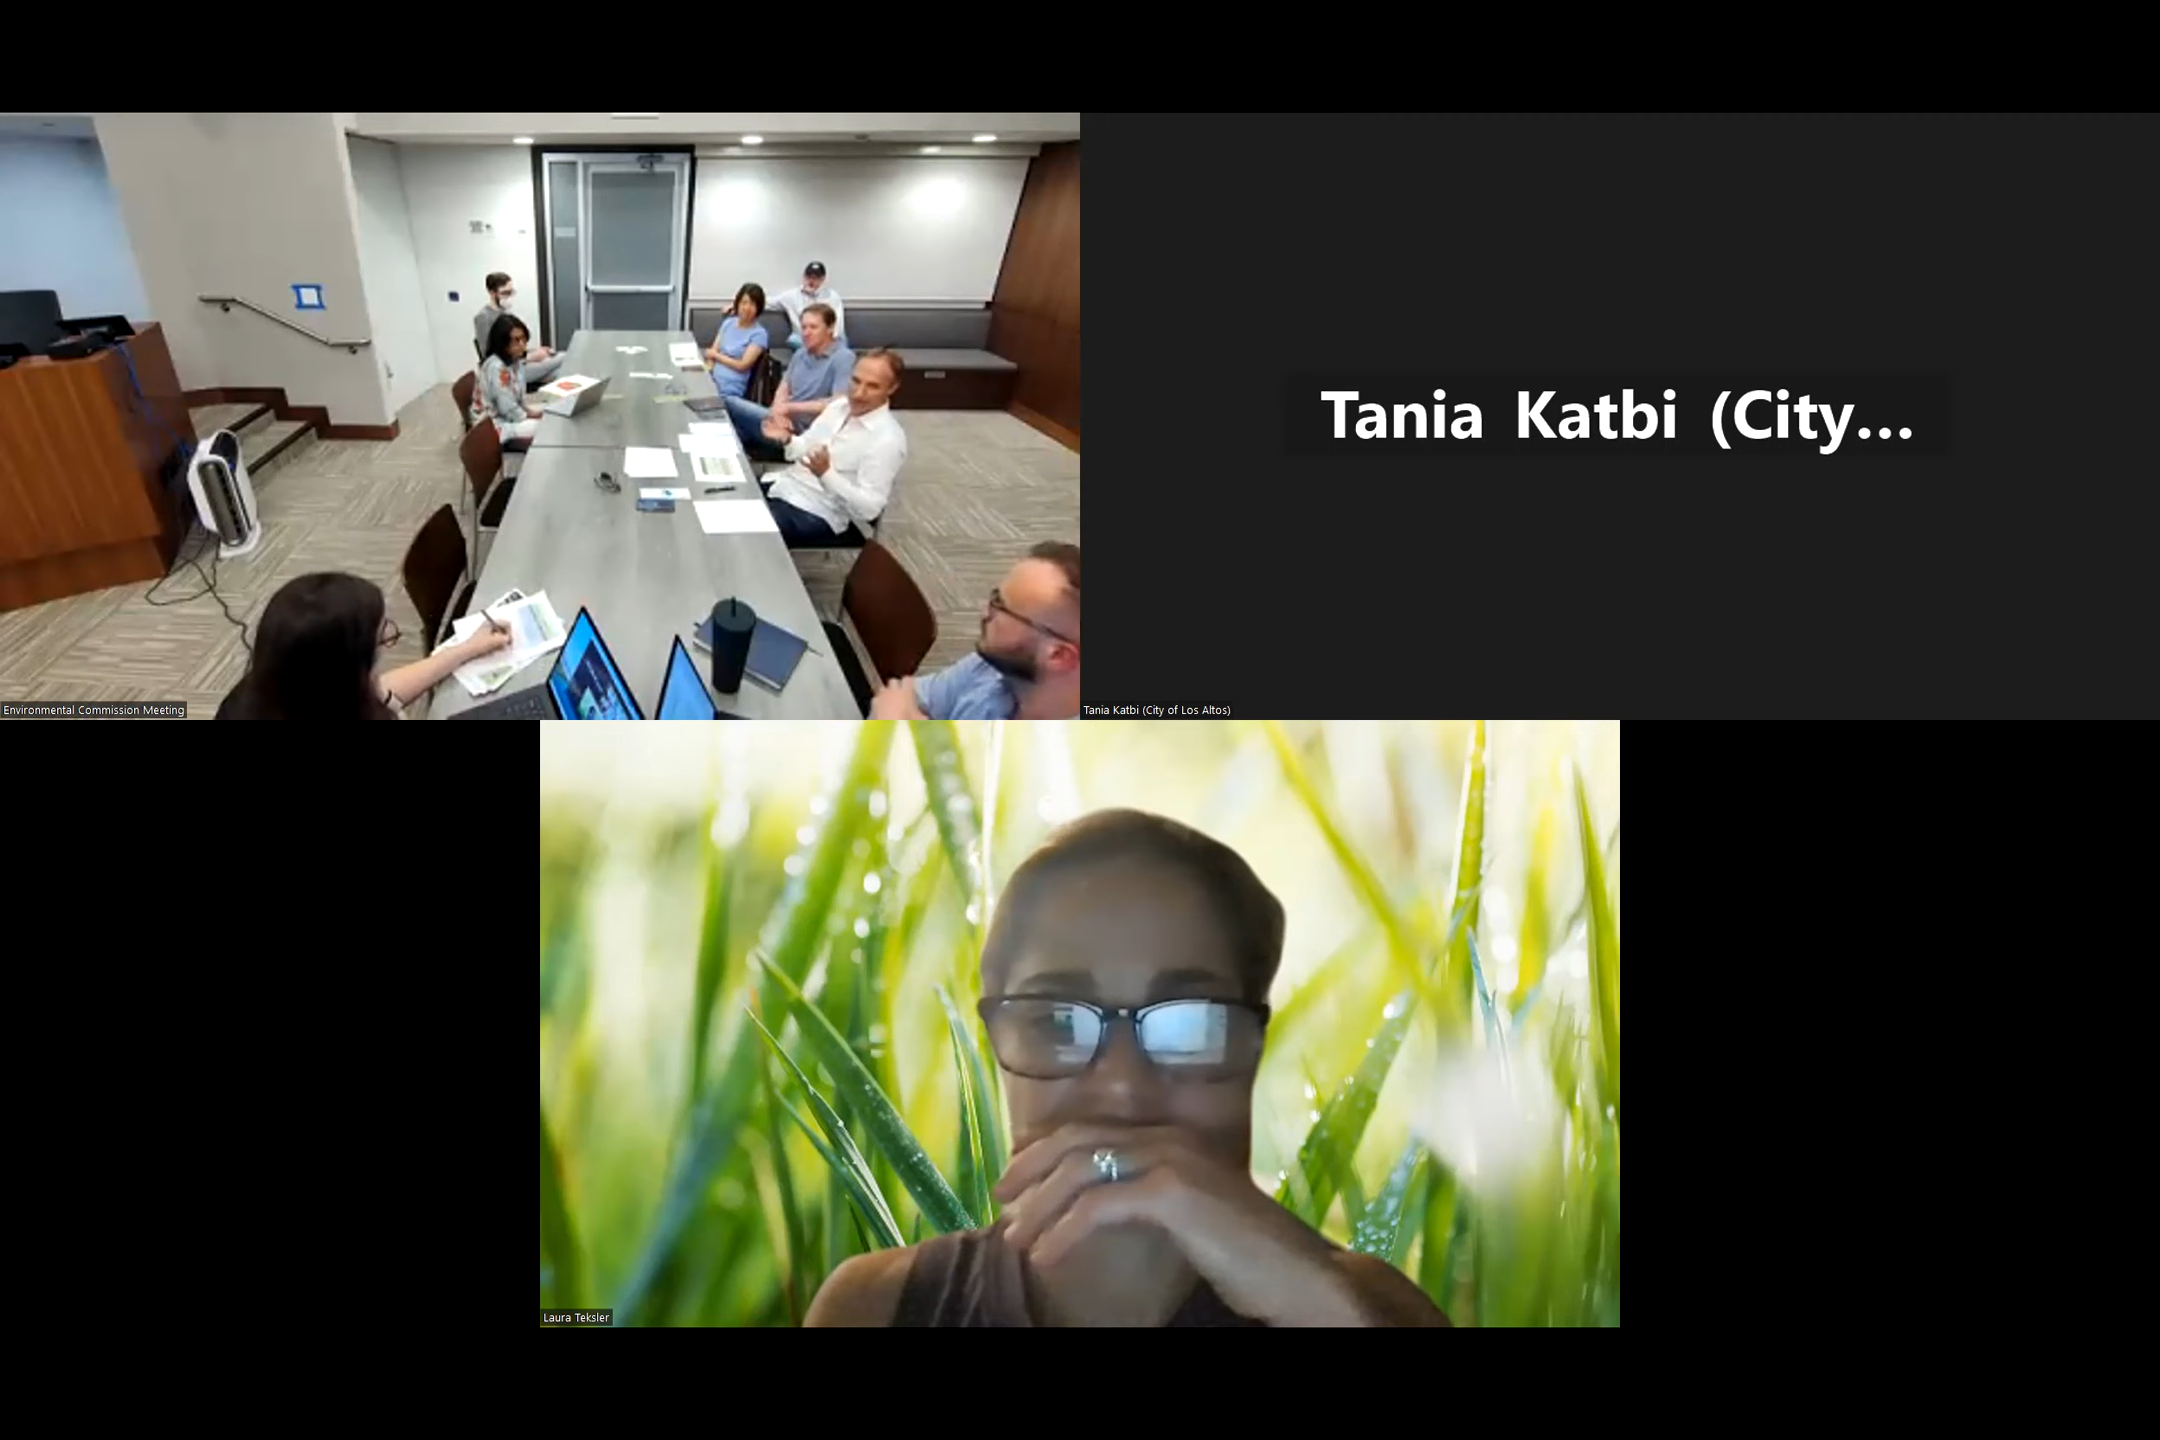 Tania Katbi (City...
Environmental Commission Meeting
Tania Katbi (City of Los Altos)
Laura Teksler